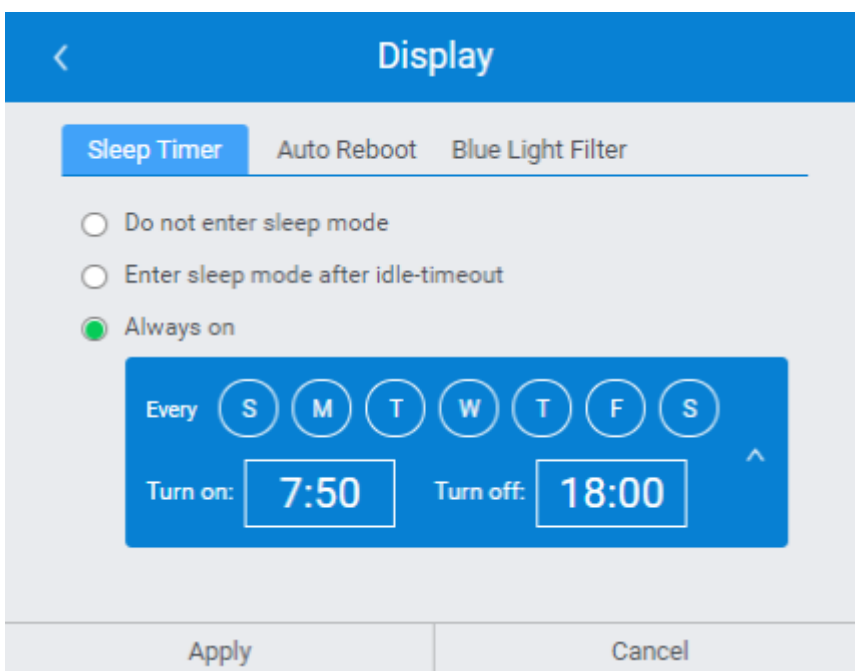 Display
Sleep Timer Auto Reboot Blue Light Filter
Do not enter sleep mode
Enter sleep mode after idle-timeout
Always on
Every S M T W T F S
Turn on: 7:50 Turn off: 18:00
Apply Cancel